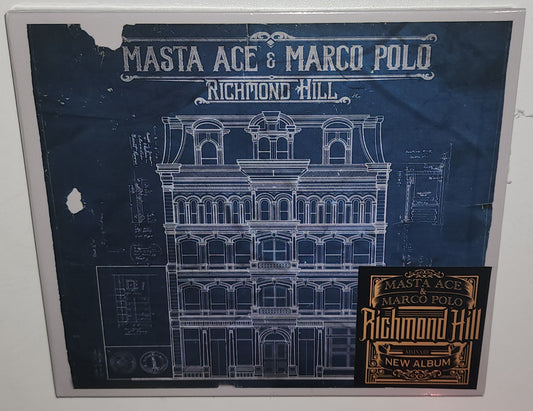 MASTA ACE & MARCO POLO
RICHMOND HILL
MASTA ACE
&
MARCO POLO
Richmond Hill
NEW ALBUM